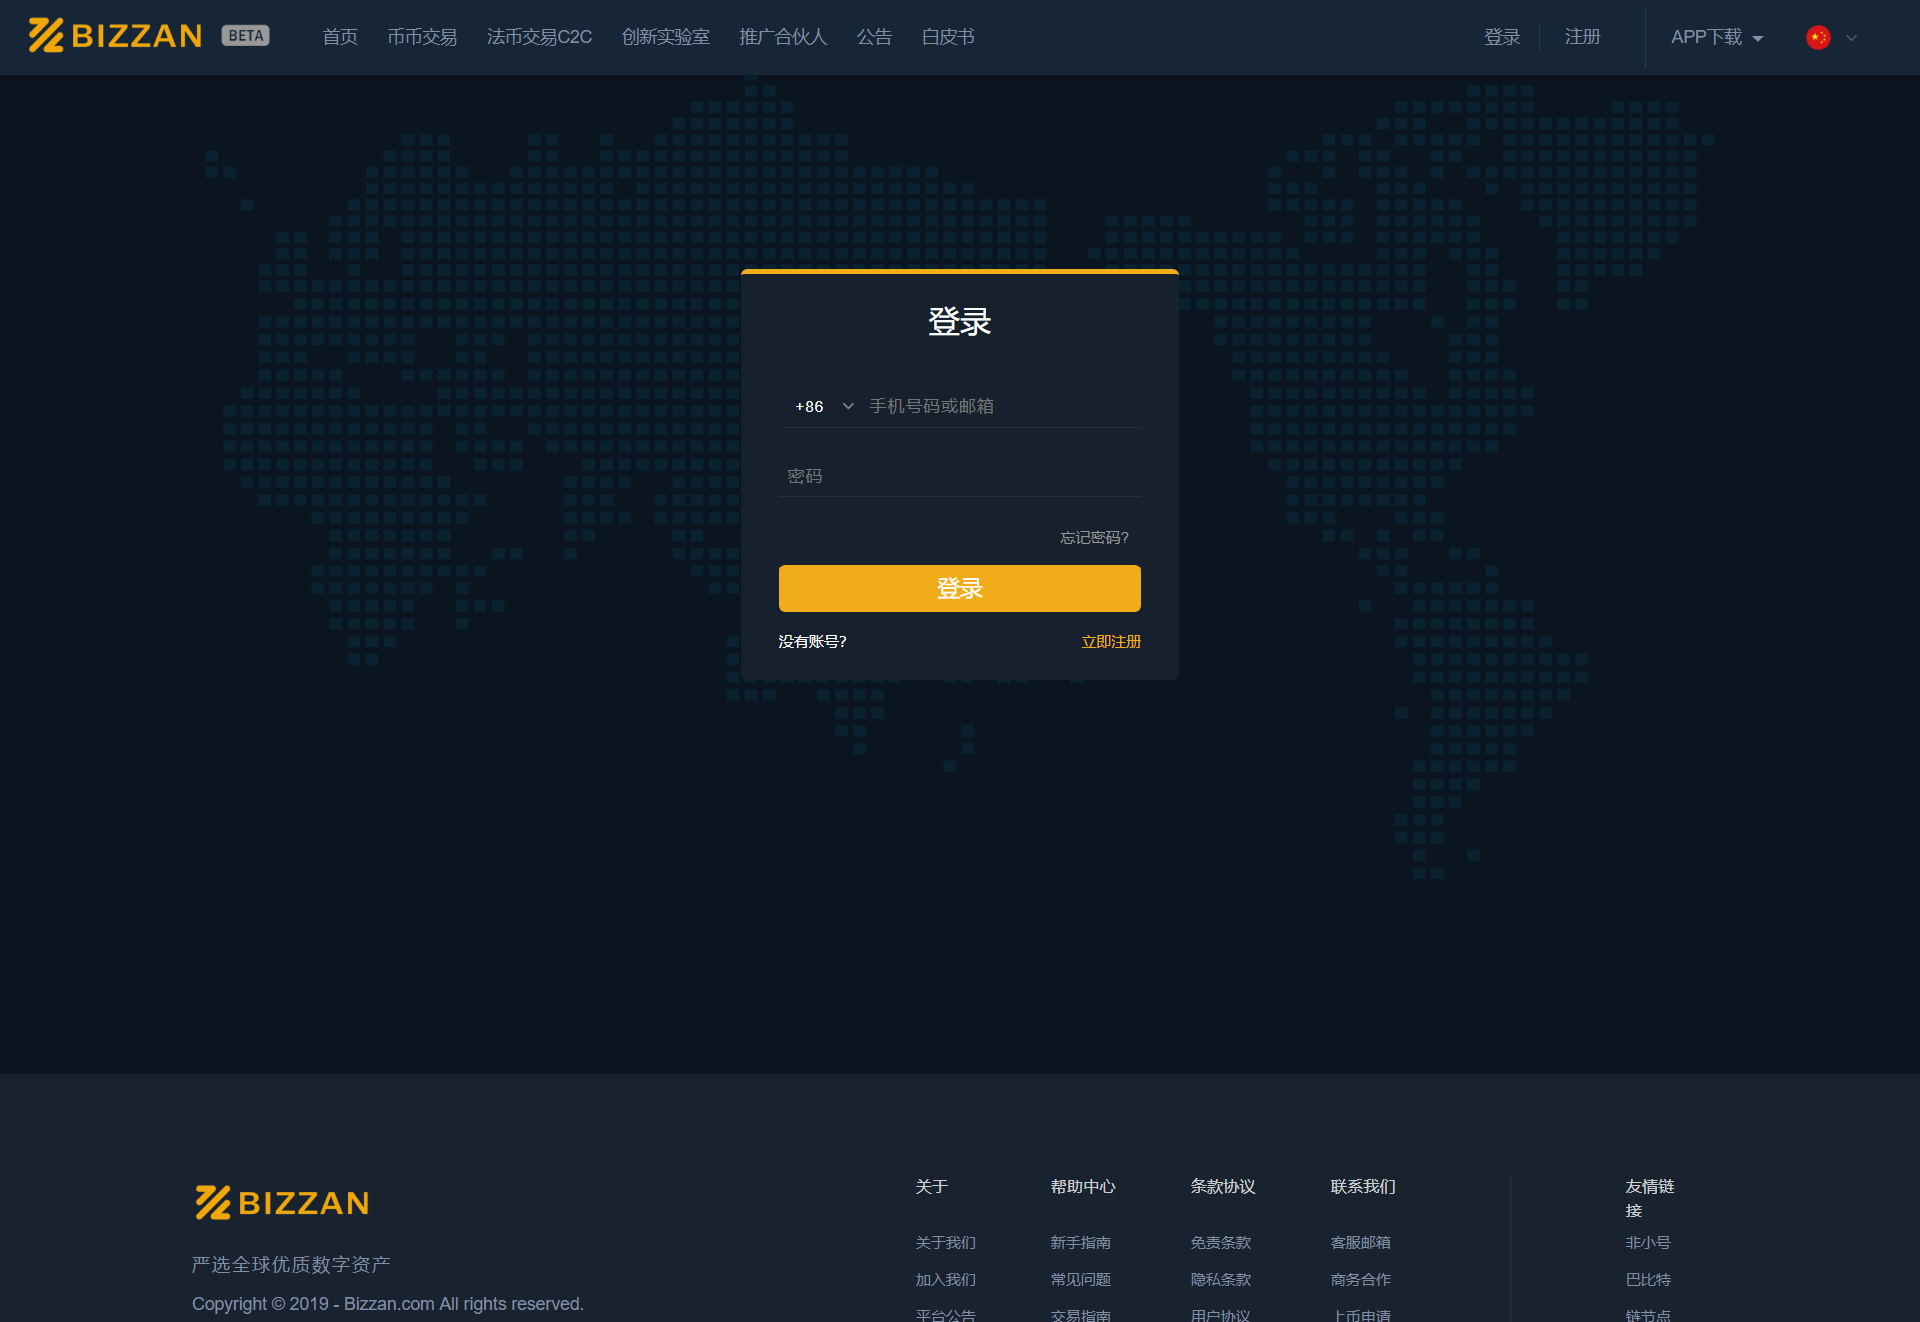 BIZZAN BETA 首页 币币交易 法币交易C2C 创新实验室 推广合伙人 公告 白皮书 登录 注册 APP下载
登录
+86 手机号码或邮箱
密码
忘记密码?
登录
没有账号? 立即注册
BIZZAN
严选全球优质数字资产
Copyright © 2019 - Bizzan.com All rights reserved.
关于 帮助中心 条款协议 联系我们 友情链
接
关于我们 新手指南 免责条款 客服邮箱 非小号
加入我们 常见问题 隐私条款 商务合作 巴比特
平台公告 交易指南 用户协议 上币申请 链节点